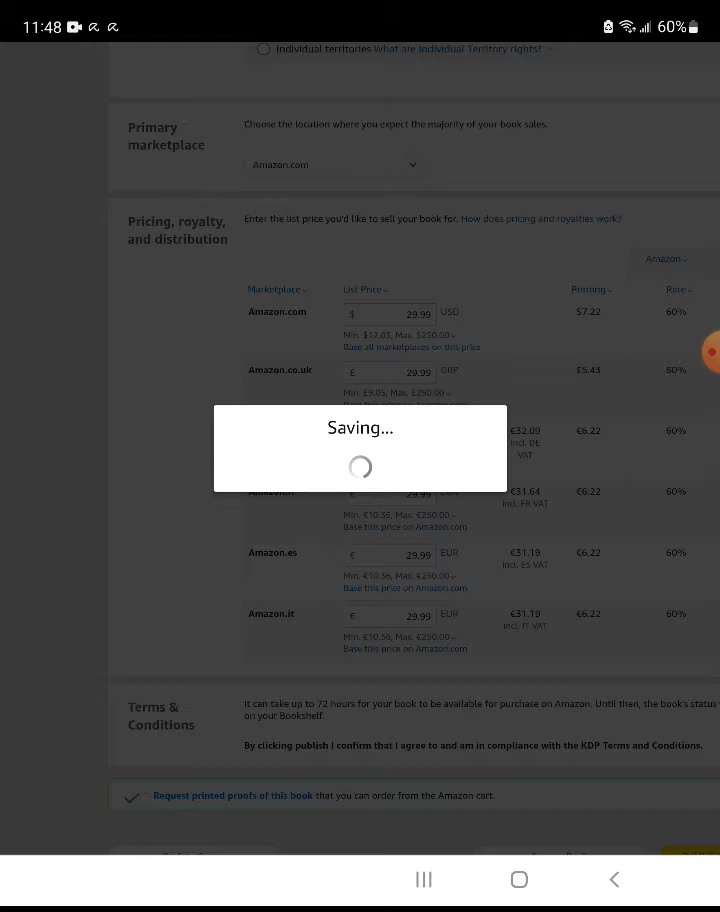 11:48 60%
Individual territories What are Individual Territory rights?
Primary marketplace
Choose the location where you expect the majority of your book sales.
Amazon.com
Pricing, royalty, and distribution
Enter the list price you'd like to sell your book for. How does pricing and royalties work?
Amazon
Marketplace List Price Printing Rate
Amazon.com $ 29.99 USD $7.22 60%
Min. $12.03, Max. $250.00
Base all marketplaces on this price
Amazon.co.uk £ 29.99 GBP £5.43 60%
Min. £9.05, Max. £250.00
Saving...
€32.09 €6.22 60%
incl. DE
VAT
29.99 €31.64 €6.22 60%
incl. FR VAT
Min. €10.36, Max. €250.00
Base this price on Amazon.com
Amazon.es € 29.99 EUR €31.19 €6.22 60%
incl. ES VAT
Min. €10.36, Max. €250.00
Base this price on Amazon.com
Amazon.it € 29.99 EUR €31.19 €6.22 60%
incl. IT VAT
Min. €10.36, Max. €250.00
Base this price on Amazon.com
Terms & Conditions
It can take up to 72 hours for your book to be available for purchase on Amazon. Until then, the book's status
on your Bookshelf.
By clicking publish I confirm that I agree to and am in compliance with the KDP Terms and Conditions.
Request printed proofs of this book that you can order from the Amazon cart.